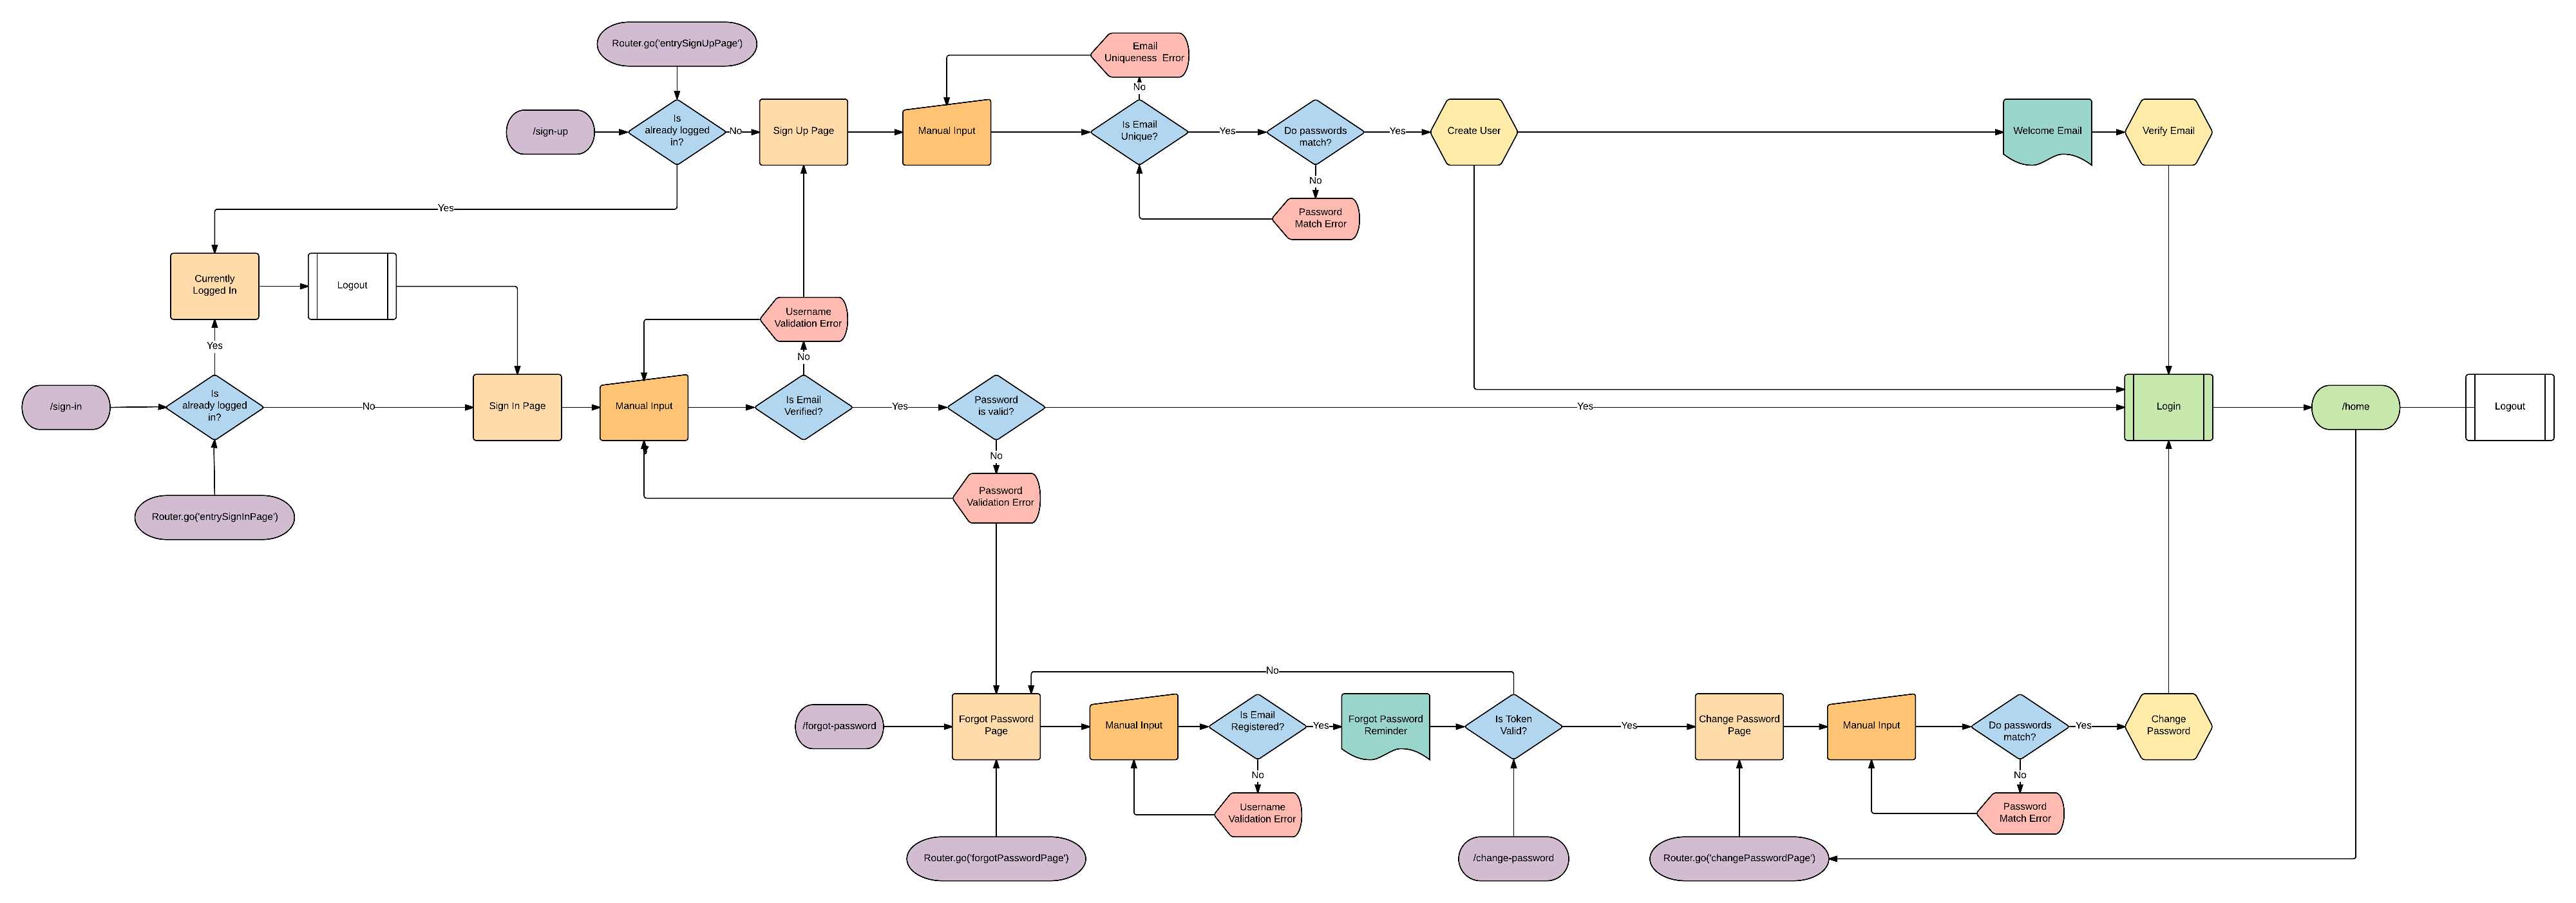 Router.go('entrySignUpPage')
Email
Uniqueness Error
No
/sign-up
Is
already logged
in?
No
Sign Up Page
Manual Input
Is Email
Unique?
Yes
Do passwords
match?
Yes
Create User
Welcome Email
Verify Email
No
Password
Match Error
Yes
Currently
Logged In
Logout
Username
Validation Error
Yes
No
/sign-in
Is
already logged
in?
No
Sign In Page
Manual Input
Is Email
Verified?
Yes
Password
is valid?
Yes
Login
/home
Logout
No
Password
Validation Error
Router.go('entrySignInPage')
No
/forgot-password
Forgot Password
Page
Manual Input
Is Email
Registered?
Yes
Forgot Password
Reminder
Is Token
Valid?
Yes
Change Password
Page
Manual Input
Do passwords
match?
Yes
Change
Password
No
Username
Validation Error
No
Password
Match Error
Router.go('forgotPasswordPage')
/change-password
Router.go('changePasswordPage')